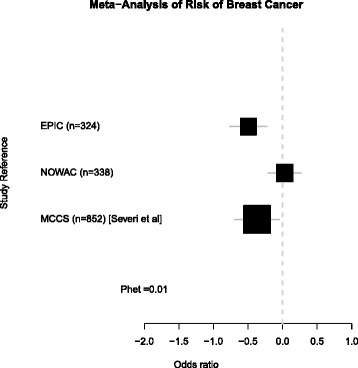 Meta−Analysis of Risk of Breast Cancer
Study Reference
EPIC (n=324)
NOWAC (n=338)
MCCS (n=852) [Severi et al]
Phet =0.01
−2.0 −1.5 −1.0 −0.5 0.0 0.5 1.0
Odds ratio